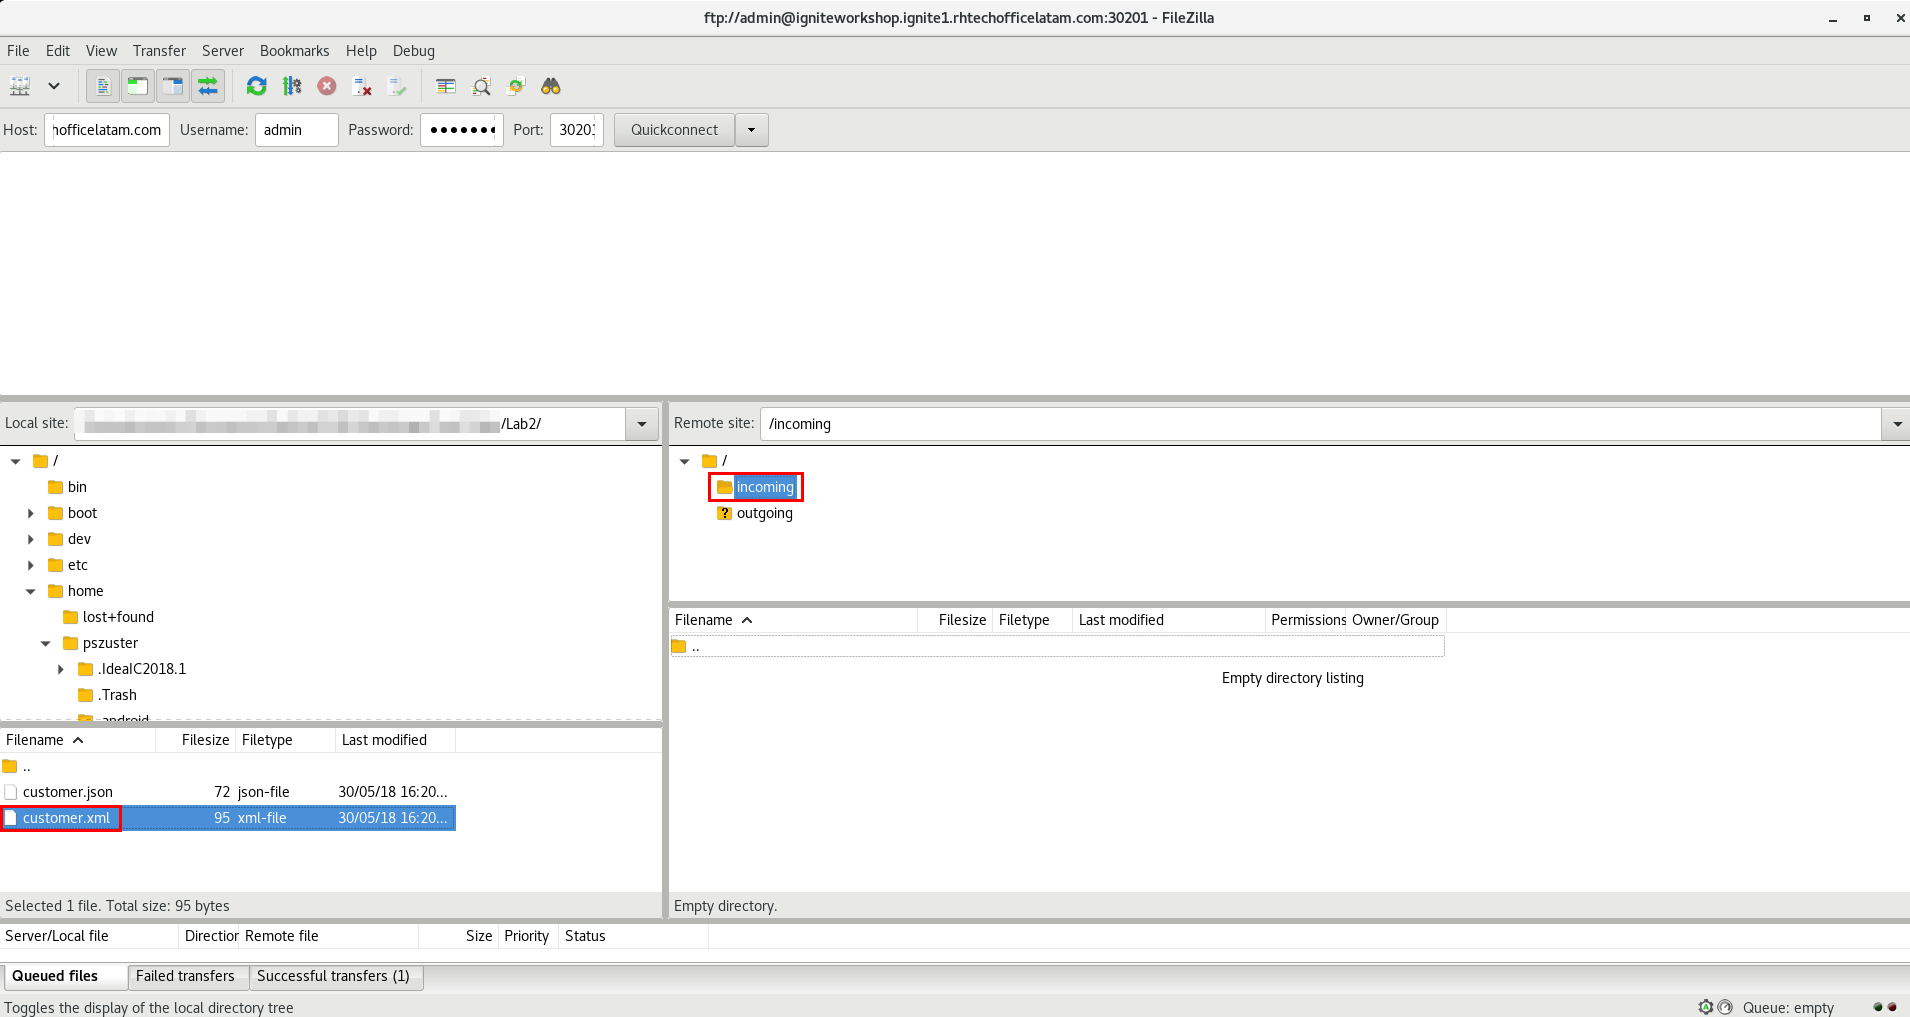 ftp://admin@igniteworkshop.ignite1.rhtechofficelatam.com:30201 - FileZilla
File Edit View Transfer Server Bookmarks Help Debug
Host: hofficelatam.com Username: admin Password: ●●●●●●● Port: 30201 Quickconnect
Local site: /Lab2/
/
bin
boot
dev
etc
home
lost+found
pszuster
.IdeaIC2018.1
.Trash
.android
Filename Filesize Filetype Last modified
..
customer.json 72 json-file 30/05/18 16:20...
customer.xml 95 xml-file 30/05/18 16:20...
Selected 1 file. Total size: 95 bytes
Remote site: /incoming
/
incoming
? outgoing
Filename Filesize Filetype Last modified Permissions Owner/Group
..
Empty directory listing
Empty directory.
Server/Local file Direction Remote file Size Priority Status
Queued files Failed transfers Successful transfers (1)
Toggles the display of the local directory tree
Queue: empty